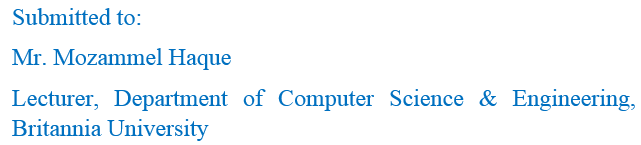 Submitted to:
Mr. Mozammel Haque
Lecturer, Department of Computer Science & Engineering,
Britannia University